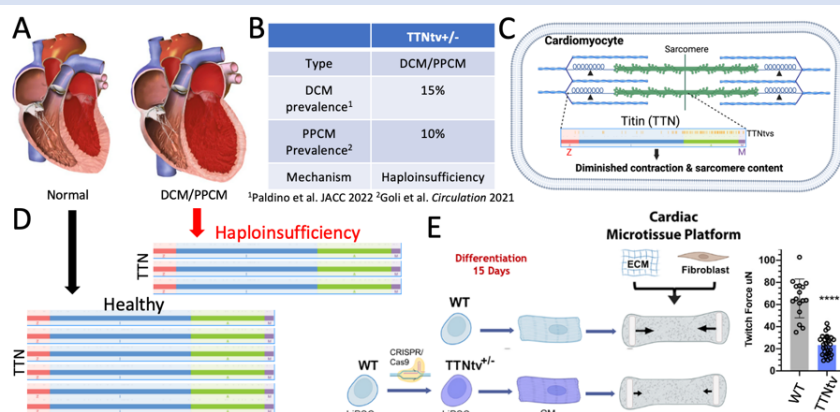 A
Normal
DCM/PPCM
B
TTNtv+/-
Type
DCM/PPCM
DCM
prevalence1
15%
PPCM
Prevalence2
10%
Mechanism
Haploinsufficiency
1Paldino et al. JACC 2022 2Goli et al. Circulation 2021
C
Cardiomyocyte
Sarcomere
Titin (TTN)
TTNtvs
Z
M
Diminished contraction & sarcomere content
D
Haploinsufficiency
TTN
Healthy
TTN
E
Differentiation
15 Days
Cardiac
Microtissue Platform
ECM
Fibroblast
WT
WT
CRISPR/
Cas9
TTNtv+/-
Twitch Force uN
100
80
60
40
20
0
****
WT
TTNtv